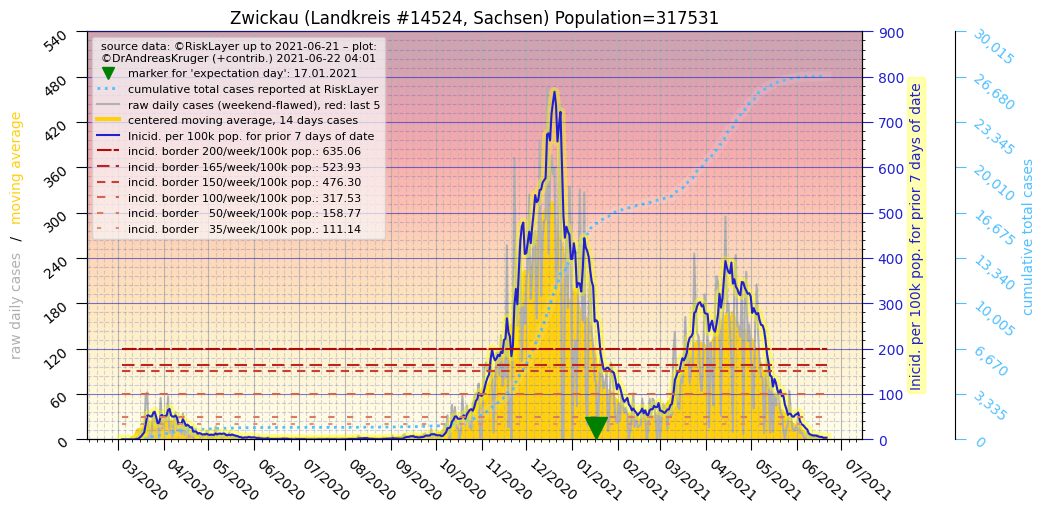 Zwickau (Landkreis #14524, Sachsen) Population=317531
source data: ©RiskLayer up to 2021-06-21 – plot:
©DrAndreasKruger (+contrib.) 2021-06-22 04:01
marker for 'expectation day': 17.01.2021
cumulative total cases reported at RiskLayer
raw daily cases (weekend-flawed), red: last 5
centered moving average, 14 days cases
Inicid. per 100k pop. for prior 7 days of date
incid. border 200/week/100k pop.: 635.06
incid. border 165/week/100k pop.: 523.93
incid. border 150/week/100k pop.: 476.30
incid. border 100/week/100k pop.: 317.53
incid. border 50/week/100k pop.: 158.77
incid. border 35/week/100k pop.: 111.14
raw daily cases / moving average
540
480
420
360
300
240
180
120
60
0
03/2020
04/2020
05/2020
06/2020
07/2020
08/2020
09/2020
10/2020
11/2020
12/2020
01/2021
02/2021
03/2021
04/2021
05/2021
06/2021
07/2021
900
800
700
600
500
400
300
200
100
0
Inicid. per 100k pop. for prior 7 days of date
30,015
26,680
23,345
20,010
16,675
13,340
10,005
6,670
3,335
0
cumulative total cases